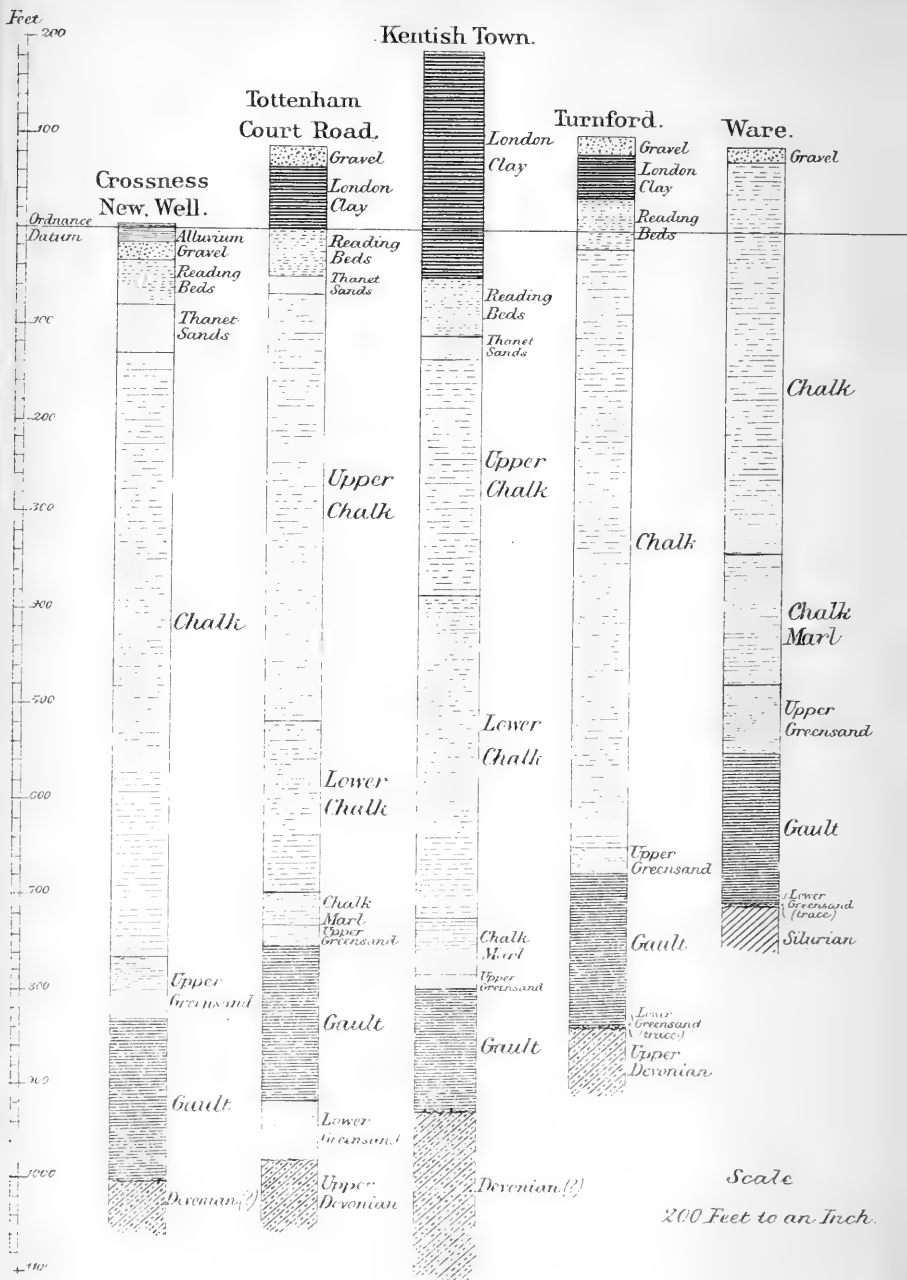 Feet
200
100
Ordnance
Datum
100
200
300
400
500
600
700
800
900
1000
Crossness
New Well.
Alluvium
Gravel
Reading
Beds
Thanet
Sands
Chalk
Upper
Greensand
Gault
Devonian(?)
Tottenham
Court Road.
Gravel
London
Clay
Reading
Beds
Thanet
Sands
Upper
Chalk
Lower
Chalk
Chalk
Marl
Upper
Greensand
Gault
Lower
Greensand
Upper
Devonian
Kentish Town.
London
Clay
Reading
Beds
Thanet
Sands
Upper
Chalk
Lower
Chalk
Chalk
Marl
Upper
Greensand
Gault
Devonian(?)
Turnford.
Gravel
London
Clay
Reading
Beds
Chalk
Upper
Greensand
Gault
Lower
Greensand
(trace)
Upper
Devonian
Ware.
Gravel
Chalk
Chalk
Marl
Upper
Greensand
Gault
Lower
Greensand
(trace)
Silurian
Scale
200 Feet to an Inch.